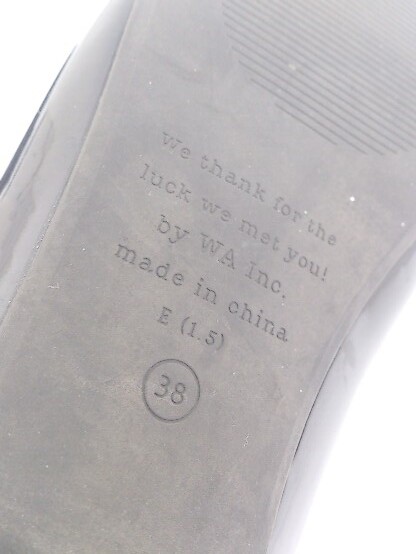 We thank for the
luck we met you!
by WA Inc.
made in china
E (1.5)
38